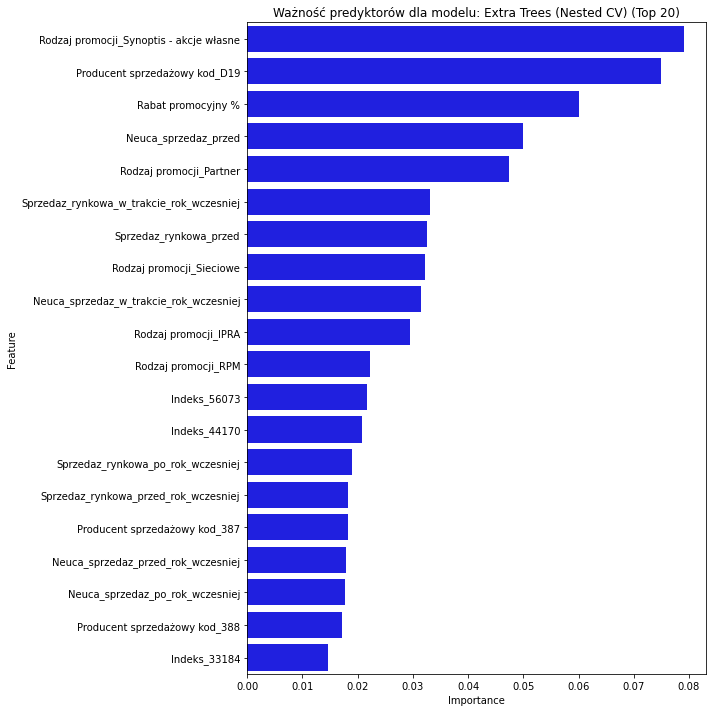 Ważność predyktorów dla modelu: Extra Trees (Nested CV) (Top 20)
Rodzaj promocji_Synoptis - akcje własne
Producent sprzedażowy kod_D19
Rabat promocyjny %
Neuca_sprzedaz_przed
Rodzaj promocji_Partner
Sprzedaz_rynkowa_w_trakcie_rok_wczesniej
Sprzedaz_rynkowa_przed
Rodzaj promocji_Sieciowe
Neuca_sprzedaz_w_trakcie_rok_wczesniej
Rodzaj promocji_IPRA
Rodzaj promocji_RPM
Indeks_56073
Indeks_44170
Sprzedaz_rynkowa_po_rok_wczesniej
Sprzedaz_rynkowa_przed_rok_wczesniej
Producent sprzedażowy kod_387
Neuca_sprzedaz_przed_rok_wczesniej
Neuca_sprzedaz_po_rok_wczesniej
Producent sprzedażowy kod_388
Indeks_33184
Feature
0.00 0.01 0.02 0.03 0.04 0.05 0.06 0.07 0.08
Importance